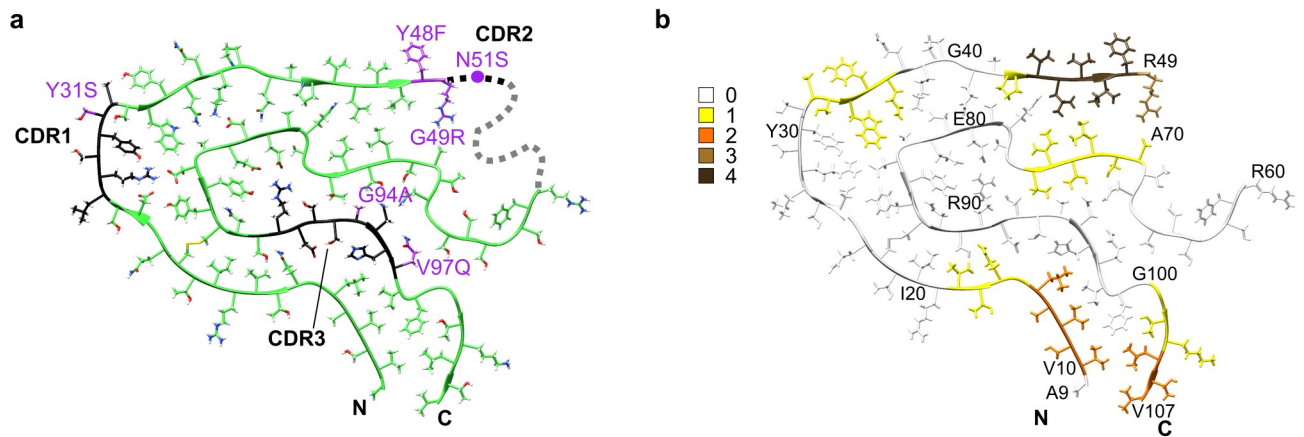 a
Y48F
CDR2
N51S
Y31S
CDR1
G49R
G94A
V97Q
CDR3
N
C
b
G40
R49
0
1
2
3
4
Y30
E80
A70
R60
R90
I20
G100
V10
A9
V107
N
C